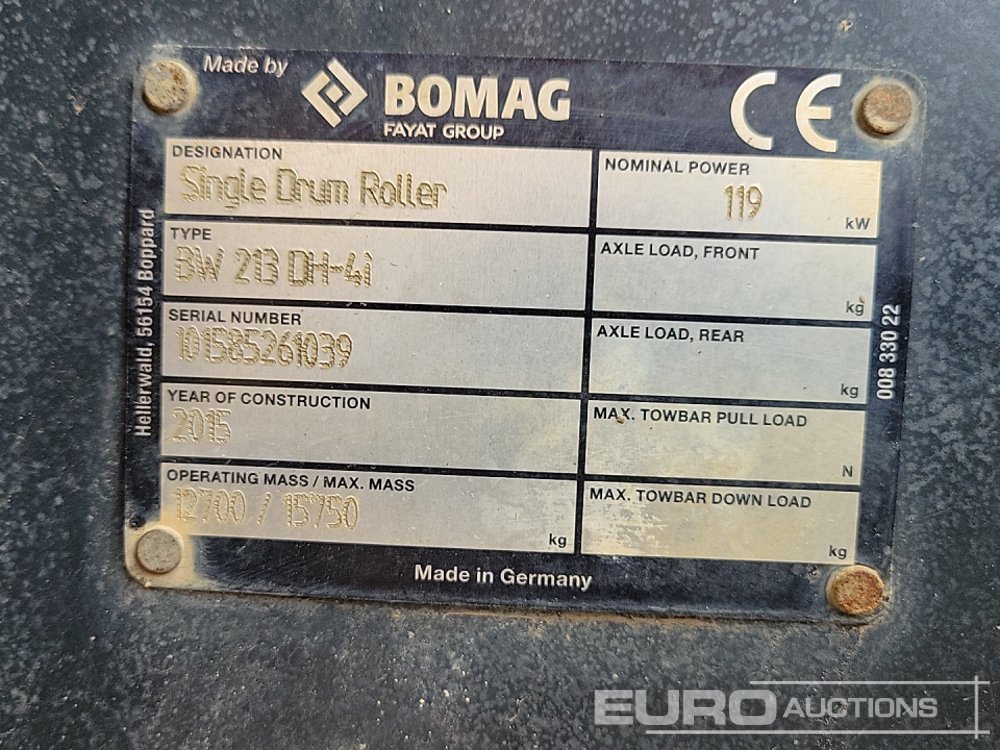 Made by
BOMAG
FAYAT GROUP
CE
DESIGNATION
Single Drum Roller
NOMINAL POWER
119
kW
TYPE
BW 213 DH-4i
AXLE LOAD, FRONT
kg
SERIAL NUMBER
101585261039
AXLE LOAD, REAR
kg
YEAR OF CONSTRUCTION
2015
MAX. TOWBAR PULL LOAD
N
OPERATING MASS / MAX. MASS
12700 / 15750
kg
MAX. TOWBAR DOWN LOAD
kg
Hellerwald, 56154 Boppard
008 330 22
Made in Germany
EURO AUCTIONS